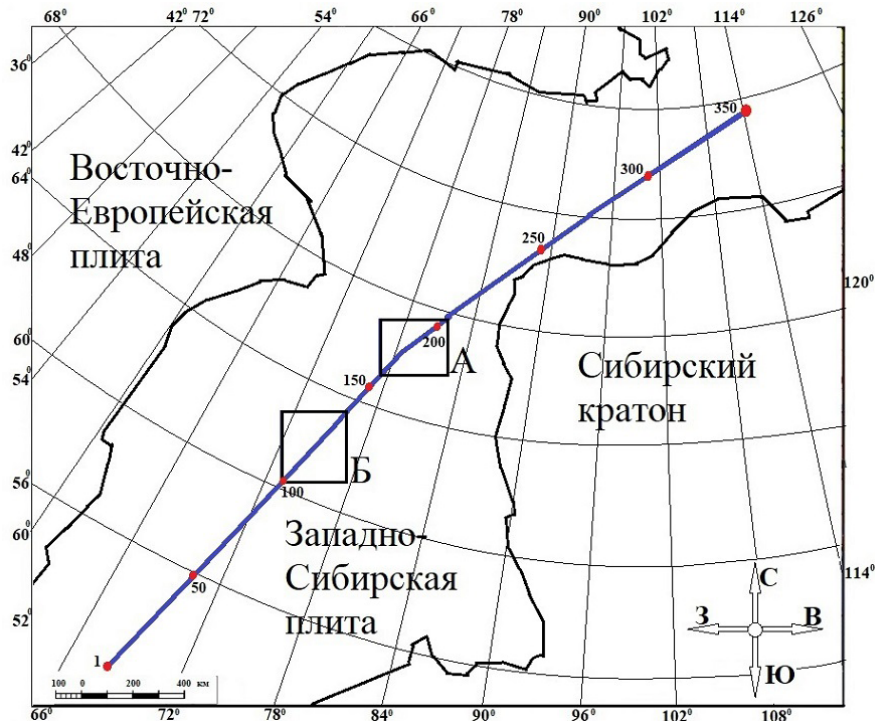 68⁰ 42⁰ 72⁰ 54⁰ 66⁰ 78⁰ 90⁰ 102⁰ 114⁰ 126⁰
36⁰
42⁰
64⁰
48⁰
60⁰
54⁰
56⁰
60⁰
52⁰
Восточно-
Европейская
плита
350
300
250
200
А
150
Б
100
50
1
Сибирский
кратон
Западно-
Сибирская
плита
120⁰
114⁰
С
З В
Ю
100 0 200 400 км
66⁰ 72⁰ 78⁰ 84⁰ 90⁰ 96⁰ 102⁰ 108⁰